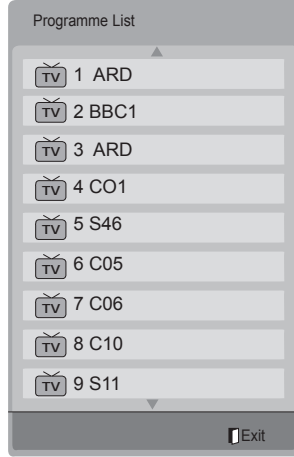 Programme List
TV 1 ARD
TV 2 BBC1
TV 3 ARD
TV 4 CO1
TV 5 S46
TV 6 C05
TV 7 C06
TV 8 C10
TV 9 S11
Exit